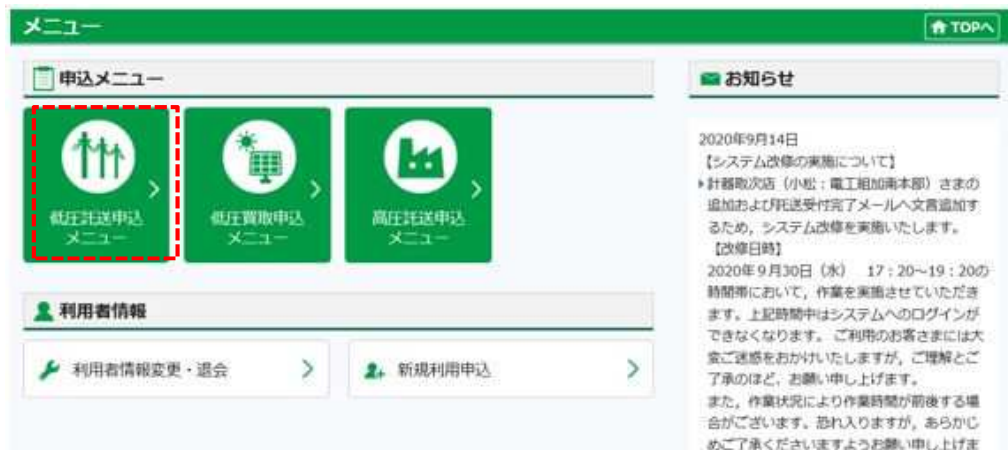 メニュー
TOPへ
申込メニュー
低圧託送申込
メニュー
低圧買取申込
メニュー
高圧託送申込
メニュー
利用者情報
利用者情報変更・退会
新規利用申込
お知らせ
2020年9月14日
【システム改修の実施について】
計器取次店（小松：電工組加南本部）さまの
追加および託送受付完了メールへ文言追加す
るため，システム改修を実施いたします。
【改修日時】
2020年9月30日（水）　17：20～19：20の
時間帯において，作業を実施させていただき
ます。上記時間中はシステムへのログインが
できなくなります。ご利用のお客さまには大
変ご迷惑をおかけいたしますが，ご理解とご
了承のほど、お願い申し上げます。
また，作業状況により作業時間が前後する場
合がございます。恐れ入りますが，あらかじ
めご了承くださいますようお願い申し上げま